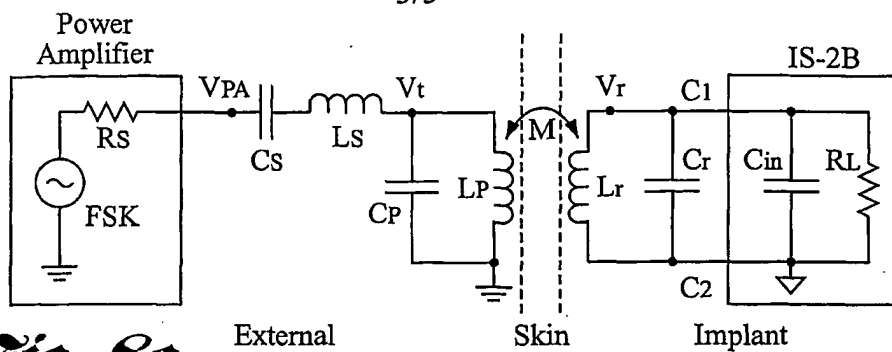 Power
Amplifier
IS-2B
VPA
Vt
Vr
C1
M
RS
CS
LS
CP
LP
Lr
Cr
Cin
RL
FSK
C2
External
Skin
Implant